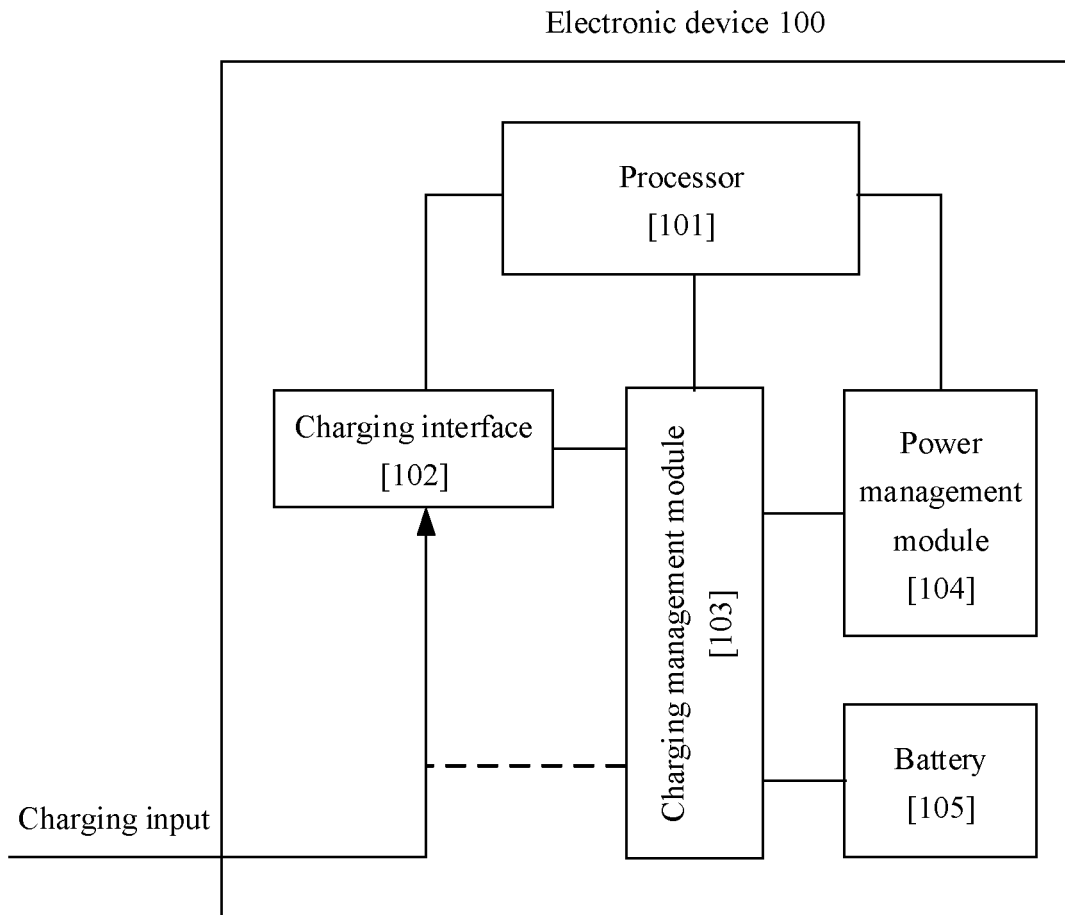 Electronic device 100
Processor
[101]
Charging interface
[102]
Charging management module
[103]
Power
management
module
[104]
Battery
[105]
Charging input